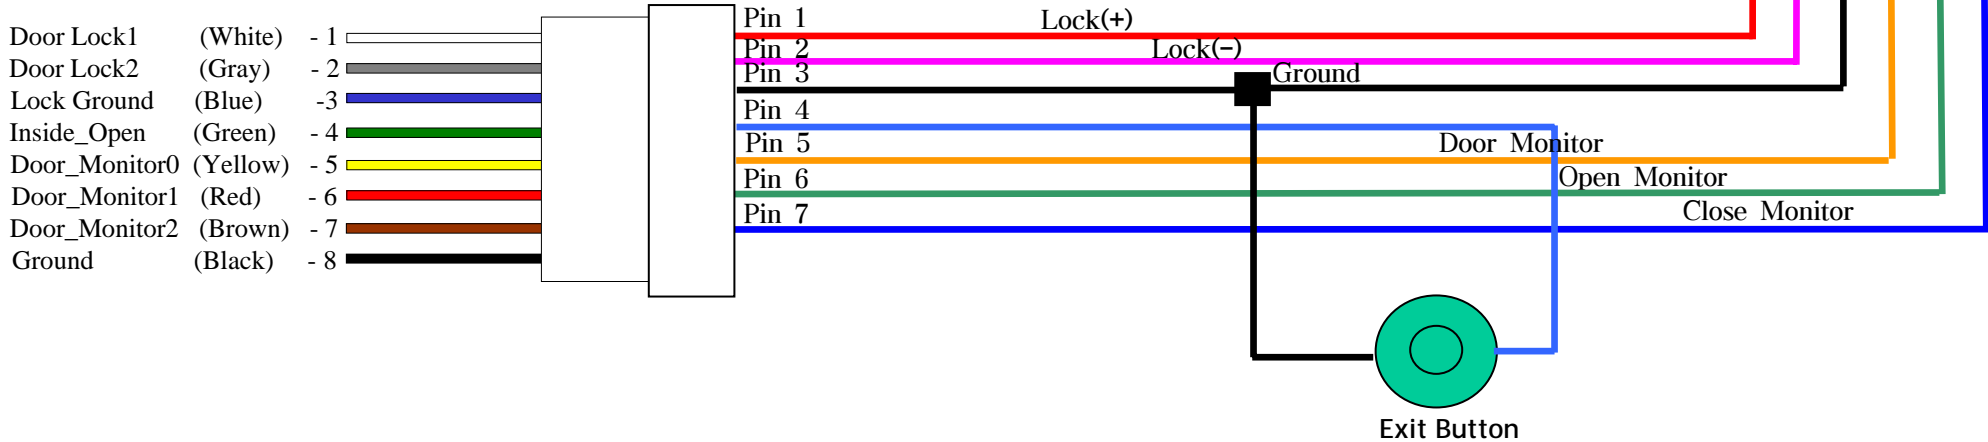 Door Lock1 (White) - 1
Door Lock2 (Gray) - 2
Lock Ground (Blue) -3
Inside_Open (Green) - 4
Door_Monitor0 (Yellow) - 5
Door_Monitor1 (Red) - 6
Door_Monitor2 (Brown) - 7
Ground (Black) - 8
Pin 1
Lock(+)
Pin 2
Lock(-)
Pin 3
Ground
Pin 4
Pin 5
Door Monitor
Pin 6
Open Monitor
Pin 7
Close Monitor
Exit Button